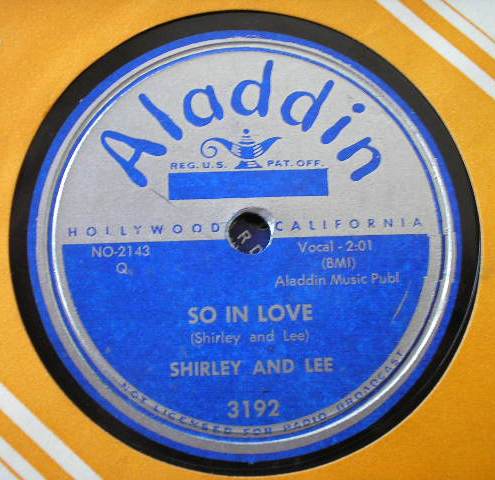 Aladdin
REG. U.S. PAT. OFF.
HOLLYWOOD CALIFORNIA
NO-2143
Q
Vocal - 2:01
(BMI)
Aladdin Music Publ
SO IN LOVE
(Shirley and Lee)
SHIRLEY AND LEE
3192
NOT LICENSED FOR RADIO BROADCAST